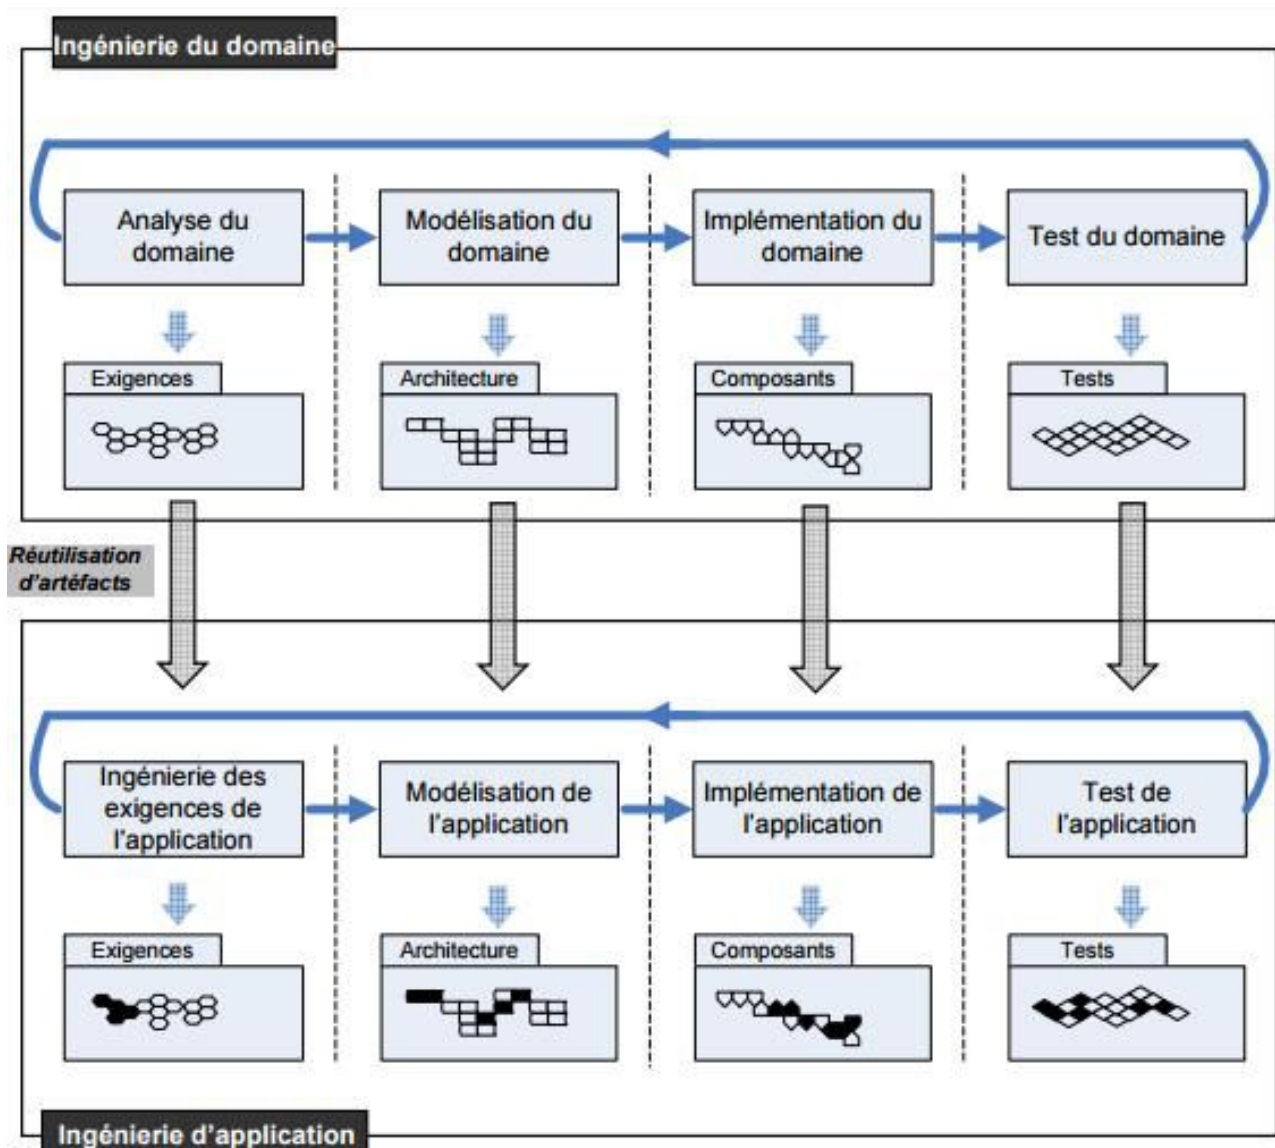 Ingénierie du domaine
Analyse du
domaine
Modélisation du
domaine
Implémentation du
domaine
Test du domaine
Exigences
Architecture
Composants
Tests
Réutilisation
d'artéfacts
Ingénierie des
exigences de
l'application
Modélisation de
l'application
Implémentation de
l'application
Test de
l'application
Exigences
Architecture
Composants
Tests
Ingénierie d'application